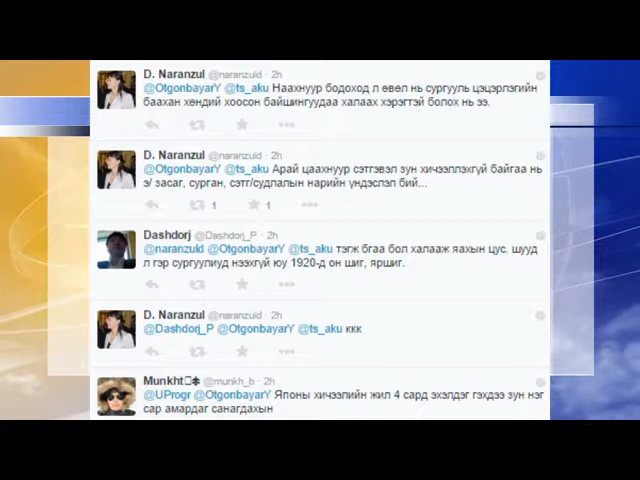 D. Naranzul @naranzuld · 2h
@OtgonbayarY @ts_aku Наахнуур бодоход л өвөл нь сургууль цэцэрлэгийн
баахан хөндий хоосон байшингуудаа халаах хэрэгтэй болох нь ээ.
D. Naranzul @naranzuld · 2h
@OtgonbayarY @ts_aku Арай цаахнуур сэтгэвэл зун хичээллэхгүй байгаа нь
э/ засаг, сурган, сэтг/судлалын нарийн үндэслэл бий...
1 1
Dashdorj @Dashdorj_P · 2h
@naranzuld @OtgonbayarY @ts_aku тэгж бгаа бол халааж яахын цус. шууд
л гэр сургуулиуд нээхгүй юу 1920-д он шиг, яршиг.
D. Naranzul @naranzuld · 2h
@Dashdorj_P @OtgonbayarY @ts_aku ккк
Munkht @munkh_b · 2h
@UProgr @OtgonbayarY Японы хичээлийн жил 4 сард эхэлдэг гэхдээ зун нэг
сар амардаг санагдахын